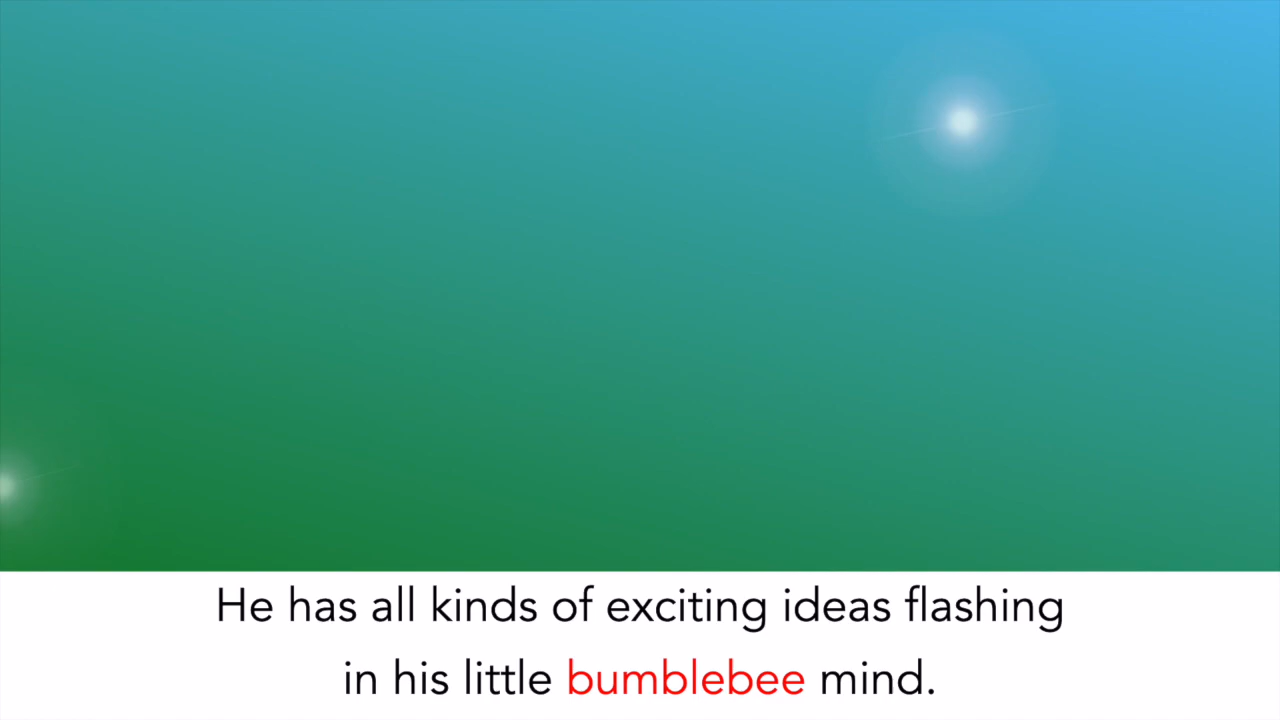 He has all kinds of exciting ideas flashing
in his little bumblebee mind.